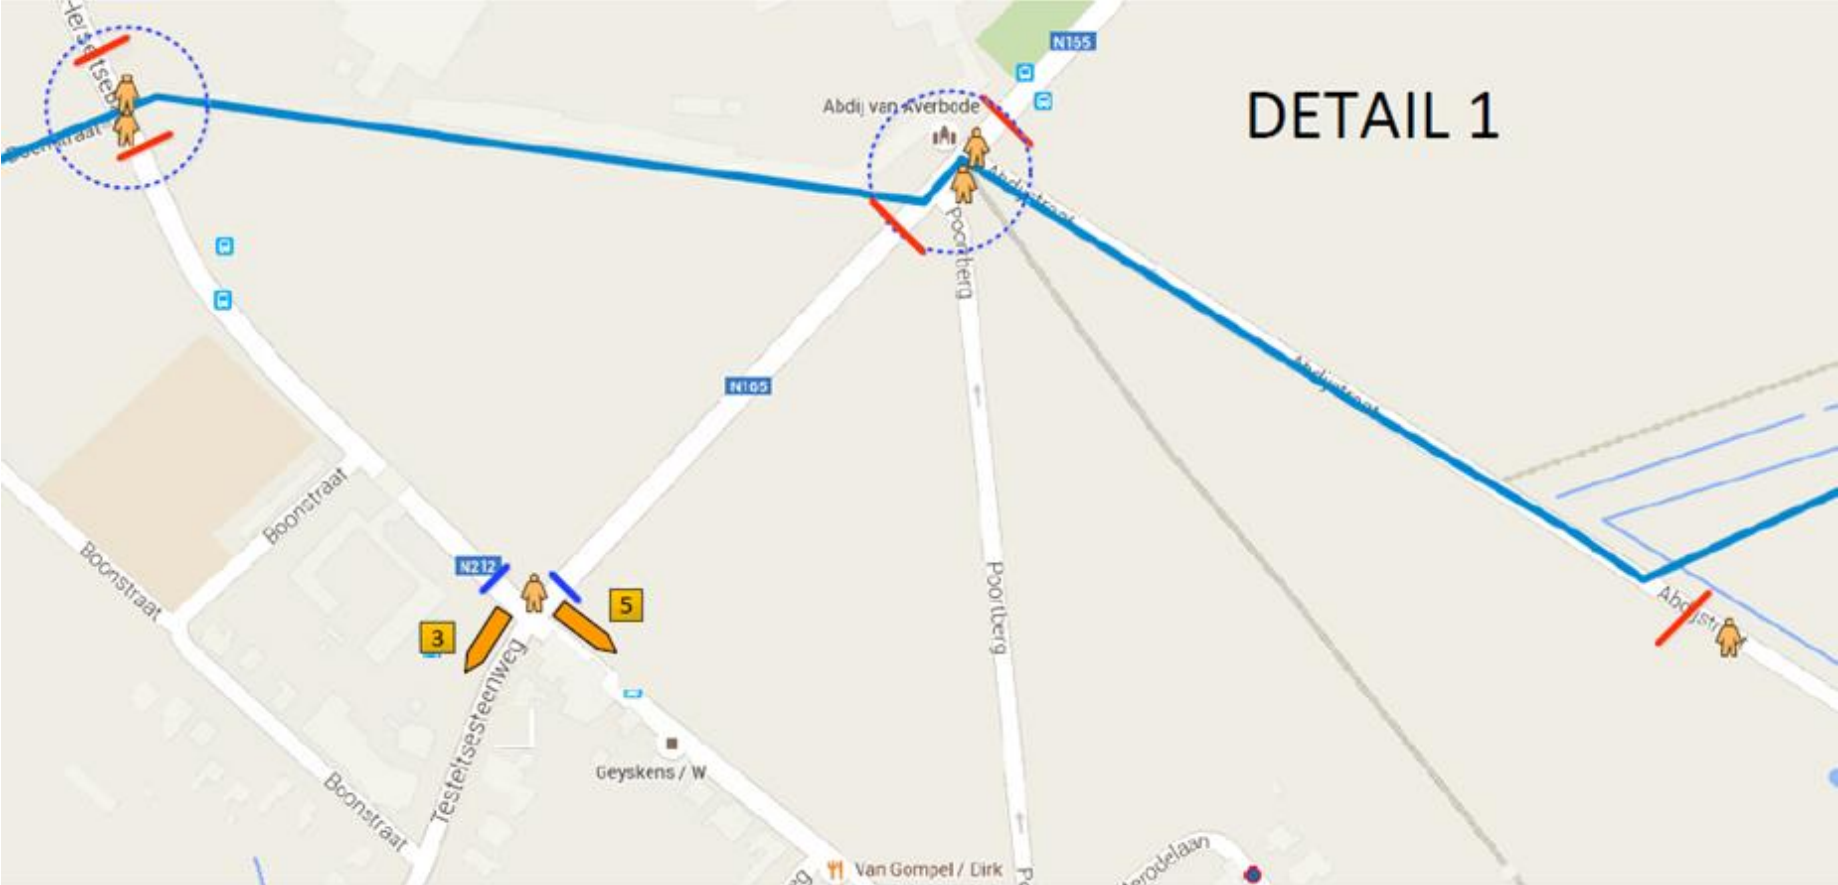 N165
Abdij van Averbode
DETAIL 1
Abdijstraat
Poortberg
Abdijstraat
N165
Boonstraat
Boonstraat
N212
5
3
Poortberg
Testeltsesteenweg
Geyskens / W
Boonstraat
Van Gompel / Dirk